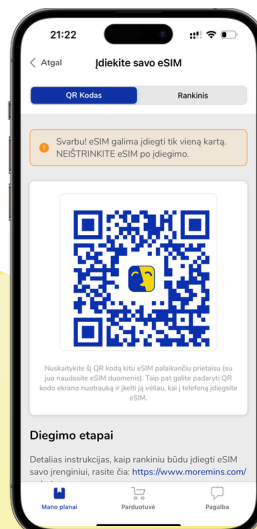 21:22
Atgal
Įdiekite savo eSIM
QR Kodas
Rankinis
Svarbu! eSIM galima įdiegti tik vieną kartą.
NEIŠTRINKITE eSIM po įdiegimo.
Nuskaitykite šį QR kodą kitu eSIM palaikančiu prietaisu (su
juo naudosite eSIM duomenis). Taip pat galite padaryti QR
kodo ekrano nuotrauką ir įkelti ją vėliau, kai į telefoną įdiegsite
eSIM.
Diegimo etapai
Detalias instrukcijas, kaip rankiniu būdu įdiegti eSIM
savo įrenginiui, rasite čia: https://www.moremins.com/
Mano planai
Parduotuvė
Pagalba